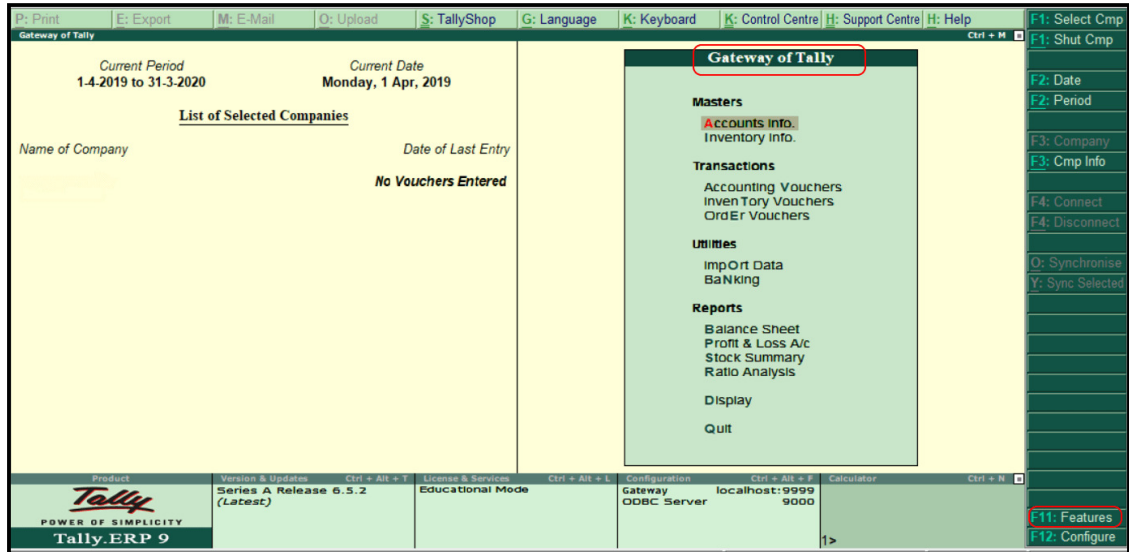 P: Print E: Export M: E-Mail O: Upload S: TallyShop G: Language K: Keyboard K: Control Centre H: Support Centre H: Help
Gateway of Tally Ctrl + M
Current Period Current Date
1-4-2019 to 31-3-2020 Monday, 1 Apr, 2019
List of Selected Companies
Name of Company Date of Last Entry
No Vouchers Entered
Gateway of Tally
Masters
Accounts Info.
Inventory Info.
Transactions
Accounting Vouchers
InvenTory Vouchers
OrdEr Vouchers
Utilities
ImpOrt Data
BaNking
Reports
Balance Sheet
Profit & Loss A/c
Stock Summary
Ratio Analysis
Display
Quit
F1: Select Cmp
F1: Shut Cmp
F2: Date
F2: Period
F3: Company
F3: Cmp Info
F4: Connect
F4: Disconnect
O: Synchronise
Y: Sync Selected
F11: Features
F12: Configure
Product
Tally
POWER OF SIMPLICITY
Tally.ERP 9
Version & Updates Ctrl + Alt + T
Series A Release 6.5.2
(Latest)
License & Services Ctrl + Alt + L
Educational Mode
Configuration Ctrl + Alt + F
Gateway localhost:9999
ODBC Server 9000
Calculator Ctrl + N
1>